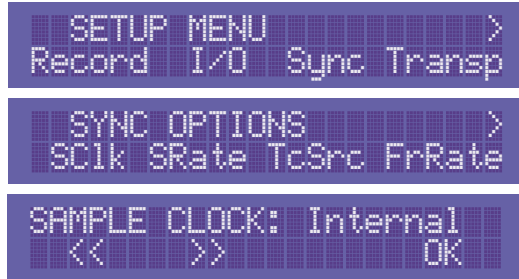 SETUP MENU >
Record I/O Sync Transp
SYNC OPTIONS >
SClk SRate TcSrc FrRate
SAMPLE CLOCK: Internal
<< >> OK